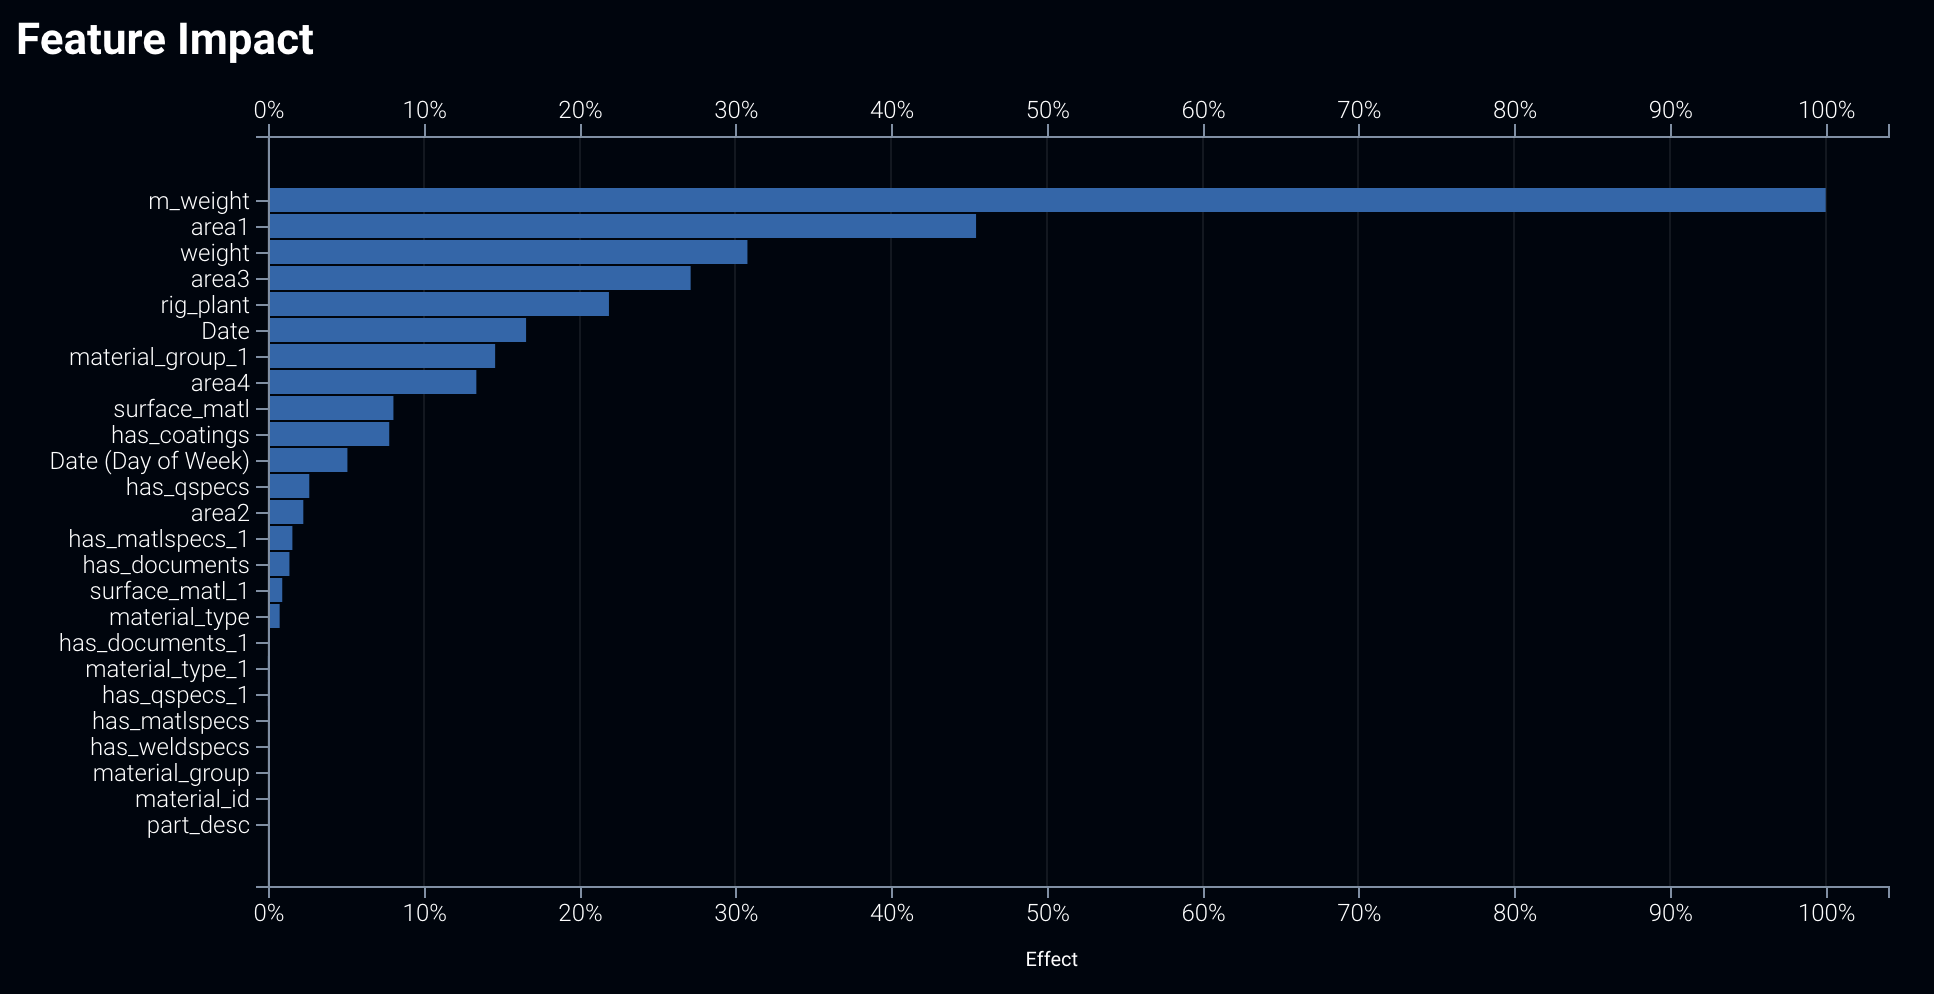 Feature Impact
0% 10% 20% 30% 40% 50% 60% 70% 80% 90% 100%
m_weight
area1
weight
area3
rig_plant
Date
material_group_1
area4
surface_matl
has_coatings
Date (Day of Week)
has_qspecs
area2
has_matlspecs_1
has_documents
surface_matl_1
material_type
has_documents_1
material_type_1
has_qspecs_1
has_matlspecs
has_weldspecs
material_group
material_id
part_desc
0% 10% 20% 30% 40% 50% 60% 70% 80% 90% 100%
Effect